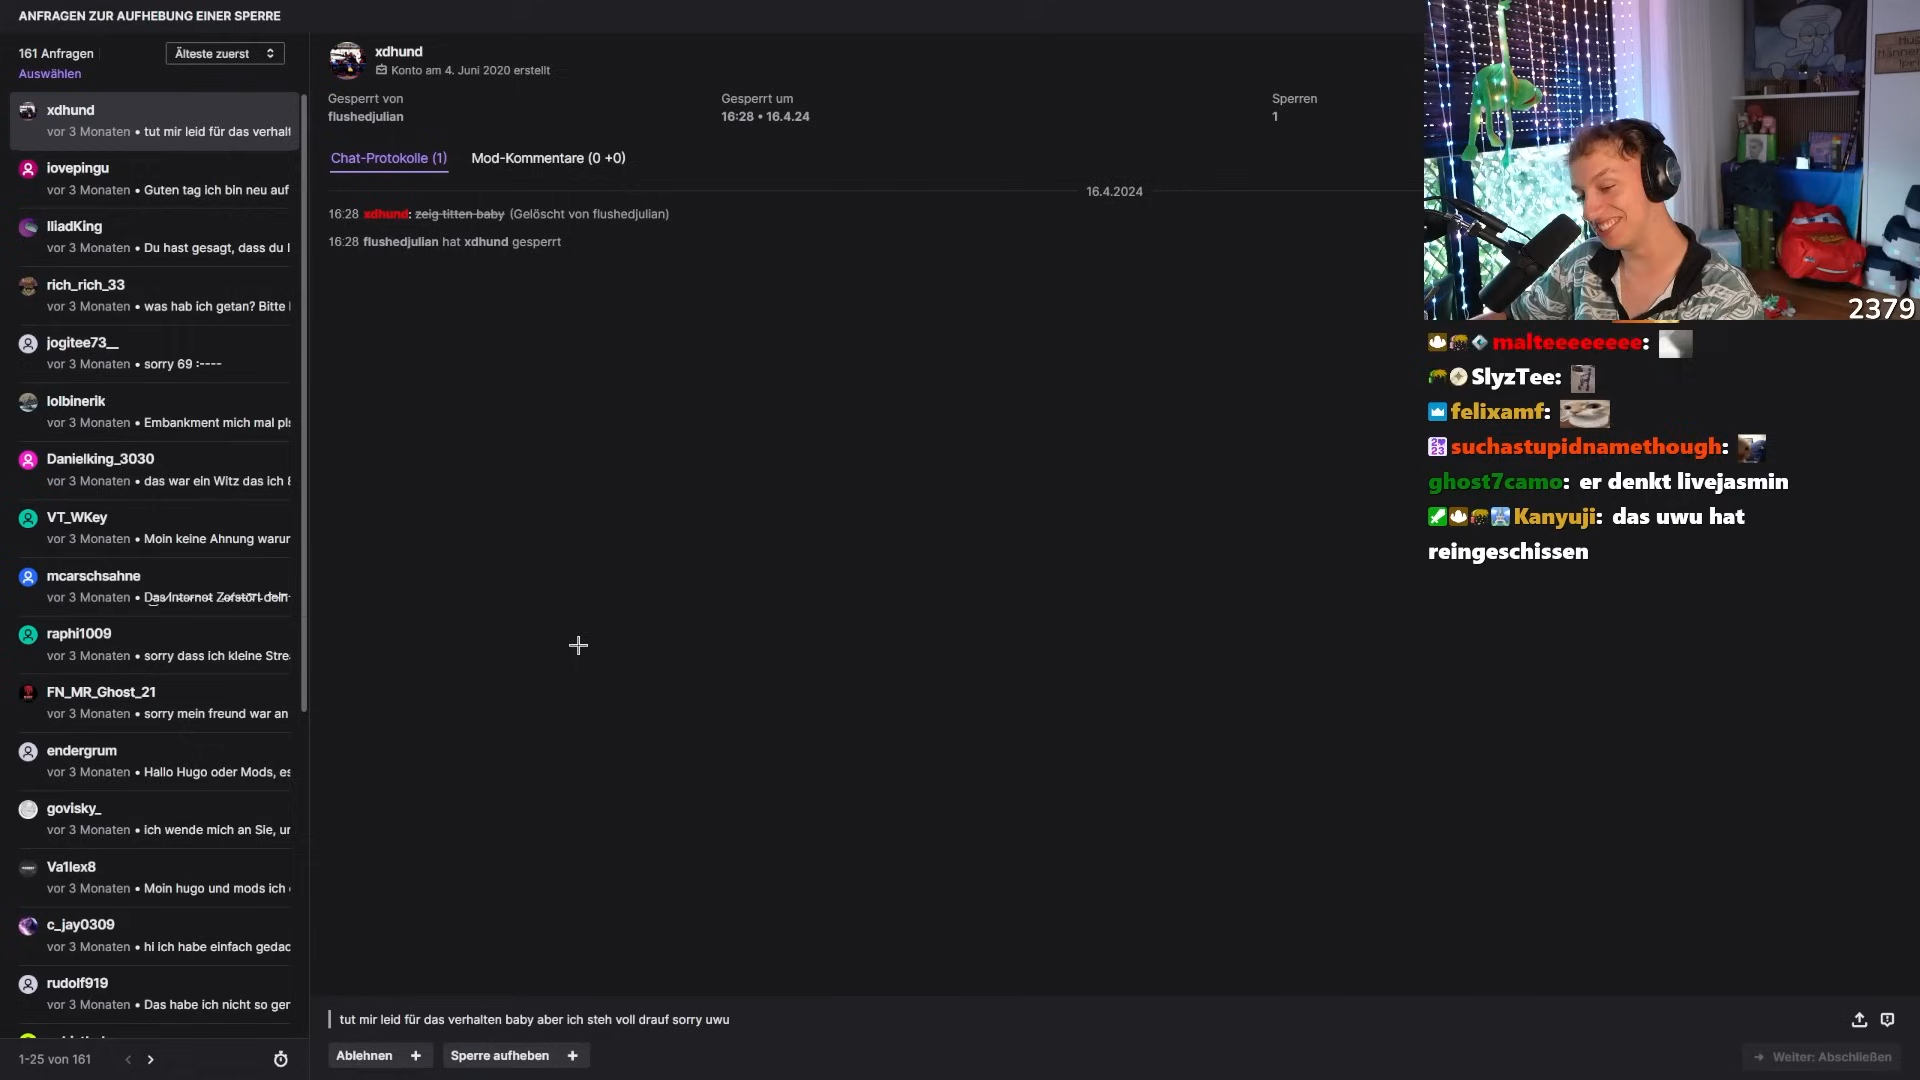 ANFRAGEN ZUR AUFHEBUNG EINER SPERRE
161 Anfragen
Älteste zuerst
Auswählen
xdhund
vor 3 Monaten • tut mir leid für das verhalt
iovepingu
vor 3 Monaten • Guten tag ich bin neu auf
IliadKing
vor 3 Monaten • Du hast gesagt, dass du
rich_rich_33
vor 3 Monaten • was hab ich getan? Bitte
jogitee73__
vor 3 Monaten • sorry 69 :----
lolbinerik
vor 3 Monaten • Embankment mich mal pls
Danielking_3030
vor 3 Monaten • das war ein Witz das ich
VT_WKey
vor 3 Monaten • Moin keine Ahnung warur
mcarschsahne
vor 3 Monaten • Das Internet Zerstört dein
raphi1009
vor 3 Monaten • sorry dass ich kleine Stre
FN_MR_Ghost_21
vor 3 Monaten • sorry mein freund war an
endergrum
vor 3 Monaten • Hallo Hugo oder Mods, es
govisky_
vor 3 Monaten • ich wende mich an Sie, ur
Va1lex8
vor 3 Monaten • Moin hugo und mods ich
c_jay0309
vor 3 Monaten • hi ich habe einfach gedac
rudolf919
vor 3 Monaten • Das habe ich nicht so ger
1-25 von 161
xdhund
Konto am 4. Juni 2020 erstellt
Gesperrt von
flushedjulian
Gesperrt um
16:28 • 16.4.24
Sperren
1
Chat-Protokolle (1)
Mod-Kommentare (0 +0)
16.4.2024
16:28 xdhund: zeig titten baby (Gelöscht von flushedjulian)
16:28 flushedjulian hat xdhund gesperrt
tut mir leid für das verhalten baby aber ich steh voll drauf sorry uwu
Ablehnen +
Sperre aufheben +
Weiter: Abschließen
2379
malteeeeeeee:
SlyzTee:
felixamf:
suchastupidnamethough:
ghost7camo: er denkt livejasmin
Kanyuji: das uwu hat
reingeschissen